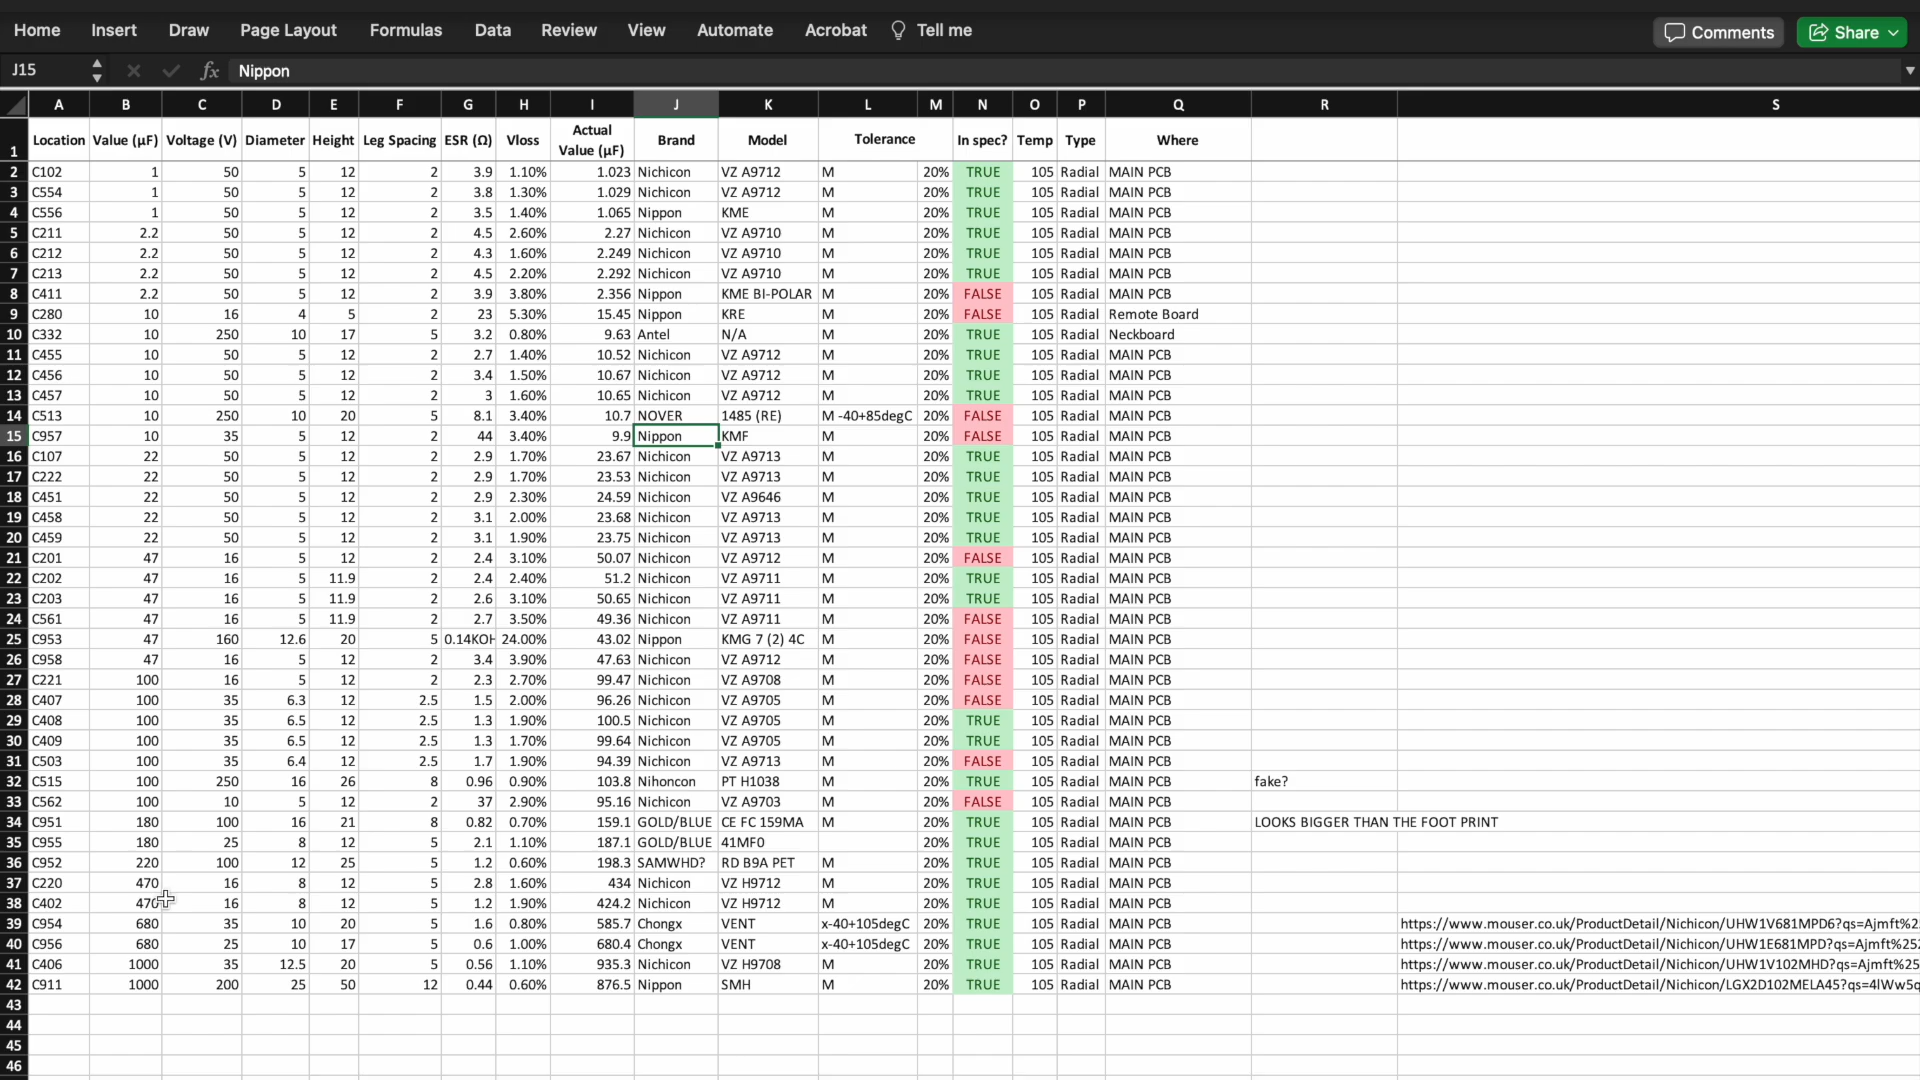 Home Insert Draw Page Layout Formulas Data Review View Automate Acrobat Tell me Comments Share
J15 fx Nippon
A B C D E F G H I J K L M N O P Q R S
1 Location Value (µF) Voltage (V) Diameter Height Leg Spacing ESR (Ω) Vloss Actual Value (µF) Brand Model Tolerance In spec? Temp Type Where
2 C102 1 50 5 12 2 3.9 1.10% 1.023 Nichicon VZ A9712 M 20% TRUE 105 Radial MAIN PCB
3 C554 1 50 5 12 2 3.8 1.30% 1.029 Nichicon VZ A9712 M 20% TRUE 105 Radial MAIN PCB
4 C556 1 50 5 12 2 3.5 1.40% 1.065 Nippon KME M 20% TRUE 105 Radial MAIN PCB
5 C211 2.2 50 5 12 2 4.5 2.60% 2.27 Nichicon VZ A9710 M 20% TRUE 105 Radial MAIN PCB
6 C212 2.2 50 5 12 2 4.3 1.60% 2.249 Nichicon VZ A9710 M 20% TRUE 105 Radial MAIN PCB
7 C213 2.2 50 5 12 2 4.5 2.20% 2.292 Nichicon VZ A9710 M 20% TRUE 105 Radial MAIN PCB
8 C411 2.2 50 5 12 2 3.9 3.80% 2.356 Nippon KME BI-POLAR M 20% FALSE 105 Radial MAIN PCB
9 C280 10 16 4 5 2 23 5.30% 15.45 Nippon KRE M 20% FALSE 105 Radial Remote Board
10 C332 10 250 10 17 5 3.2 0.80% 9.63 Antel N/A M 20% TRUE 105 Radial Neckboard
11 C455 10 50 5 12 2 2.7 1.40% 10.52 Nichicon VZ A9712 M 20% TRUE 105 Radial MAIN PCB
12 C456 10 50 5 12 2 3.4 1.50% 10.67 Nichicon VZ A9712 M 20% TRUE 105 Radial MAIN PCB
13 C457 10 50 5 12 2 3 1.60% 10.65 Nichicon VZ A9712 M 20% TRUE 105 Radial MAIN PCB
14 C513 10 250 10 20 5 8.1 3.40% 10.7 NOVER 1485 (RE) M -40+85degC 20% FALSE 105 Radial MAIN PCB
15 C957 10 35 5 12 2 44 3.40% 9.9 Nippon KMF M 20% FALSE 105 Radial MAIN PCB
16 C107 22 50 5 12 2 2.9 1.70% 23.67 Nichicon VZ A9713 M 20% TRUE 105 Radial MAIN PCB
17 C222 22 50 5 12 2 2.9 1.70% 23.53 Nichicon VZ A9713 M 20% TRUE 105 Radial MAIN PCB
18 C451 22 50 5 12 2 2.9 2.30% 24.59 Nichicon VZ A9646 M 20% TRUE 105 Radial MAIN PCB
19 C458 22 50 5 12 2 3.1 2.00% 23.68 Nichicon VZ A9713 M 20% TRUE 105 Radial MAIN PCB
20 C459 22 50 5 12 2 3.1 1.90% 23.75 Nichicon VZ A9713 M 20% TRUE 105 Radial MAIN PCB
21 C201 47 16 5 12 2 2.4 3.10% 50.07 Nichicon VZ A9712 M 20% FALSE 105 Radial MAIN PCB
22 C202 47 16 5 11.9 2 2.4 2.40% 51.2 Nichicon VZ A9711 M 20% TRUE 105 Radial MAIN PCB
23 C203 47 16 5 11.9 2 2.6 3.10% 50.65 Nichicon VZ A9711 M 20% TRUE 105 Radial MAIN PCB
24 C561 47 16 5 11.9 2 2.7 3.50% 49.36 Nichicon VZ A9711 M 20% FALSE 105 Radial MAIN PCB
25 C953 47 160 12.6 20 5 0.14KOH 24.00% 43.02 Nippon KMG 7 (2) 4C M 20% FALSE 105 Radial MAIN PCB
26 C958 47 16 5 12 2 3.4 3.90% 47.63 Nichicon VZ A9712 M 20% FALSE 105 Radial MAIN PCB
27 C221 100 16 5 12 2 2.3 2.70% 99.47 Nichicon VZ A9708 M 20% FALSE 105 Radial MAIN PCB
28 C407 100 35 6.3 12 2.5 1.5 2.00% 96.26 Nichicon VZ A9705 M 20% FALSE 105 Radial MAIN PCB
29 C408 100 35 6.5 12 2.5 1.3 1.90% 100.5 Nichicon VZ A9705 M 20% TRUE 105 Radial MAIN PCB
30 C409 100 35 6.5 12 2.5 1.3 1.70% 99.64 Nichicon VZ A9705 M 20% TRUE 105 Radial MAIN PCB
31 C503 100 35 6.4 12 2.5 1.7 1.90% 94.39 Nichicon VZ A9713 M 20% FALSE 105 Radial MAIN PCB
32 C515 100 250 16 26 8 0.96 0.90% 103.8 Nihoncon PT H1038 M 20% TRUE 105 Radial MAIN PCB fake?
33 C562 100 10 5 12 2 37 2.90% 95.16 Nichicon VZ A9703 M 20% FALSE 105 Radial MAIN PCB
34 C951 180 100 16 21 8 0.82 0.70% 159.1 GOLD/BLUE CE FC 159MA M 20% TRUE 105 Radial MAIN PCB LOOKS BIGGER THAN THE FOOT PRINT
35 C955 180 25 8 12 5 2.1 1.10% 187.1 GOLD/BLUE 41MF0 20% TRUE 105 Radial MAIN PCB
36 C952 220 100 12 25 5 1.2 0.60% 198.3 SAMWHD? RD B9A PET M 20% TRUE 105 Radial MAIN PCB
37 C220 470 16 8 12 5 2.8 1.60% 434 Nichicon VZ H9712 M 20% TRUE 105 Radial MAIN PCB
38 C402 470 16 8 12 5 1.2 1.90% 424.2 Nichicon VZ H9712 M 20% TRUE 105 Radial MAIN PCB
39 C954 680 35 10 20 5 1.6 0.80% 585.7 Chongx VENT x-40+105degC 20% TRUE 105 Radial MAIN PCB https://www.mouser.co.uk/ProductDetail/Nichicon/UHW1V681MPD6?qs=Ajmft%2
40 C956 680 25 10 17 5 0.6 1.00% 680.4 Chongx VENT x-40+105degC 20% TRUE 105 Radial MAIN PCB https://www.mouser.co.uk/ProductDetail/Nichicon/UHW1E681MPD?qs=Ajmft%25
41 C406 1000 35 12.5 20 5 0.56 1.10% 935.3 Nichicon VZ H9708 M 20% TRUE 105 Radial MAIN PCB https://www.mouser.co.uk/ProductDetail/Nichicon/UHW1V102MHD?qs=Ajmft%25
42 C911 1000 200 25 50 12 0.44 0.60% 876.5 Nippon SMH M 20% TRUE 105 Radial MAIN PCB https://www.mouser.co.uk/ProductDetail/Nichicon/LGX2D102MELA45?qs=4lWw5q
43
44
45
46